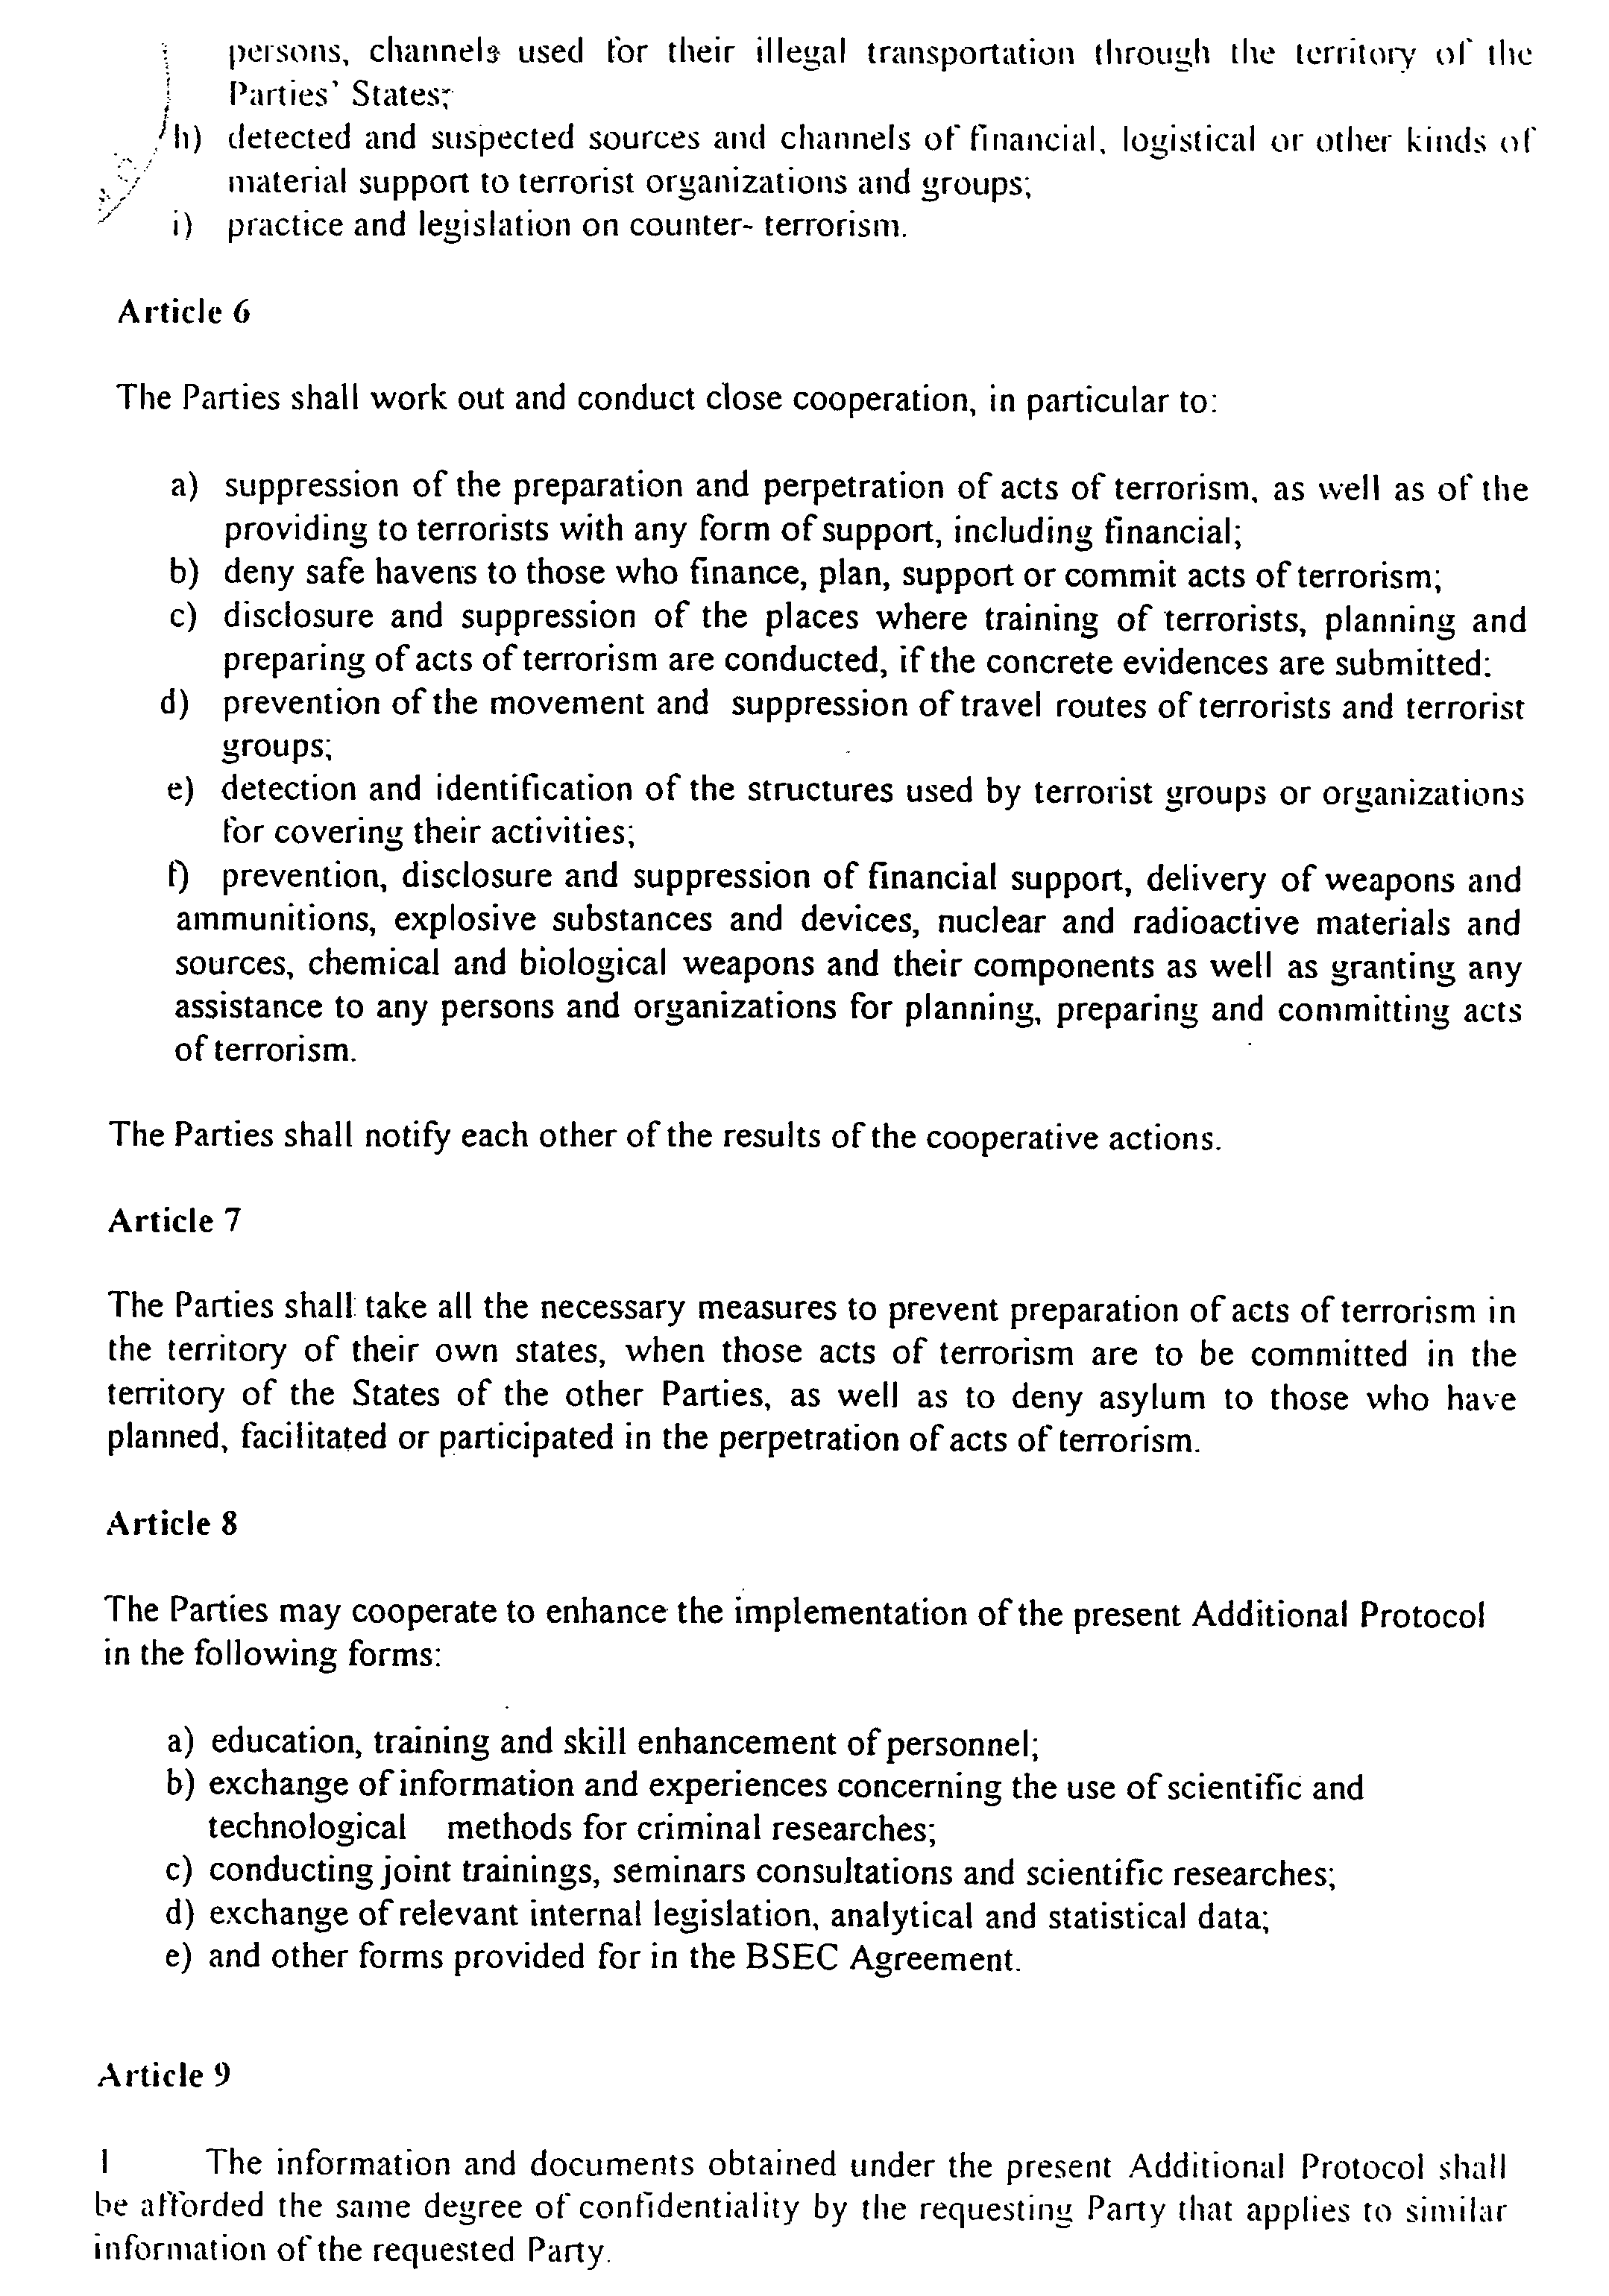 persons, channels used for their illegal transportation through the territory of the
Parties' States;
h) detected and suspected sources and channels of financial, logistical or other kinds of
material support to terrorist organizations and groups;
i) practice and legislation on counter- terrorism.
Article 6
The Parties shall work out and conduct close cooperation, in particular to:
a) suppression of the preparation and perpetration of acts of terrorism, as well as of the
providing to terrorists with any form of support, including financial;
b) deny safe havens to those who finance, plan, support or commit acts of terrorism;
c) disclosure and suppression of the places where training of terrorists, planning and
preparing of acts of terrorism are conducted, if the concrete evidences are submitted:
d) prevention of the movement and suppression of travel routes of terrorists and terrorist
groups;
e) detection and identification of the structures used by terrorist groups or organizations
for covering their activities;
f) prevention, disclosure and suppression of financial support, delivery of weapons and
ammunitions, explosive substances and devices, nuclear and radioactive materials and
sources, chemical and biological weapons and their components as well as granting any
assistance to any persons and organizations for planning, preparing and committing acts
of terrorism.
The Parties shall notify each other of the results of the cooperative actions.
Article 7
The Parties shall take all the necessary measures to prevent preparation of acts of terrorism in
the territory of their own states, when those acts of terrorism are to be committed in the
territory of the States of the other Parties, as well as to deny asylum to those who have
planned, facilitated or participated in the perpetration of acts of terrorism.
Article 8
The Parties may cooperate to enhance the implementation of the present Additional Protocol
in the following forms:
a) education, training and skill enhancement of personnel;
b) exchange of information and experiences concerning the use of scientific and
technological methods for criminal researches;
c) conducting joint trainings, seminars consultations and scientific researches;
d) exchange of relevant internal legislation, analytical and statistical data;
e) and other forms provided for in the BSEC Agreement.
Article 9
1 The information and documents obtained under the present Additional Protocol shall
be afforded the same degree of confidentiality by the requesting Party that applies to similar
information of the requested Party.